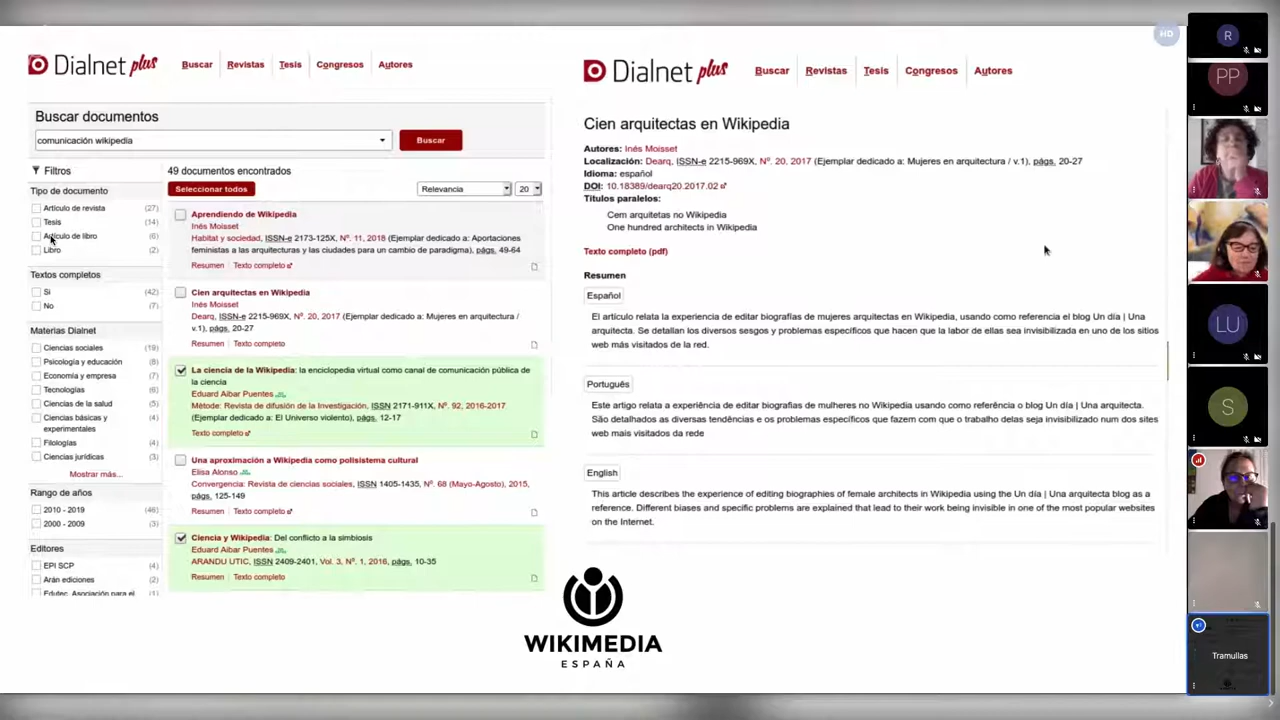 Dialnet plus
Buscar
Revistas
Tesis
Congresos
Autores
Buscar documentos
comunicación wikipedia
Buscar
Filtros
Tipo de documento
Artículo de revista (27)
Tesis (14)
Artículo de libro (6)
Libro (2)
Textos completos
Si (42)
No (7)
Materias Dialnet
Ciencias sociales (19)
Psicología y educación (8)
Economía y empresa (7)
Tecnologías (6)
Ciencias de la salud (5)
Ciencias básicas y (4)
experimentales
Filologías (4)
Ciencias jurídicas (3)
Mostrar más...
Rango de años
2010 - 2019 (46)
2000 - 2009 (3)
Editores
EPI SCP (4)
Arán ediciones (2)
Edutec. Asociación para el
49 documentos encontrados
Seleccionar todos
Relevancia
20
Aprendiendo de Wikipedia
Inés Moisset
Habitat y sociedad, ISSN-e 2173-125X, Nº. 11, 2018 (Ejemplar dedicado a: Aportaciones
feministas a las arquitecturas y las ciudades para un cambio de paradigma), págs. 49-64
Resumen Texto completo
Cien arquitectas en Wikipedia
Inés Moisset
Dearq, ISSN-e 2215-969X, Nº. 20, 2017 (Ejemplar dedicado a: Mujeres en arquitectura /
v.1), págs. 20-27
Resumen Texto completo
La ciencia de la Wikipedia: la enciclopedia virtual como canal de comunicación pública de
la ciencia
Eduard Aibar Puentes
Mètode: Revista de difusión de la Investigación, ISSN 2171-911X, Nº. 92, 2016-2017
(Ejemplar dedicado a: El Universo violento), págs. 12-17
Texto completo
Una aproximación a Wikipedia como polisistema cultural
Elisa Alonso
Convergencia: Revista de ciencias sociales, ISSN 1405-1435, Nº. 68 (Mayo-Agosto), 2015,
págs. 125-149
Resumen Texto completo
Ciencia y Wikipedia: Del conflicto a la simbiosis
Eduard Aibar Puentes
ARANDU UTIC, ISSN 2409-2401, Vol. 3, Nº. 1, 2016, págs. 10-35
Resumen Texto completo
Dialnet plus
Buscar
Revistas
Tesis
Congresos
Autores
Cien arquitectas en Wikipedia
Autores: Inés Moisset
Localización: Dearq, ISSN-e 2215-969X, Nº. 20, 2017 (Ejemplar dedicado a: Mujeres en arquitectura / v.1), págs. 20-27
Idioma: español
DOI: 10.18389/dearq20.2017.02
Títulos paralelos:
Cem arquitetas no Wikipedia
One hundred architects in Wikipedia
Texto completo (pdf)
Resumen
Español
El artículo relata la experiencia de editar biografías de mujeres arquitectas en Wikipedia, usando como referencia el blog Un día | Una
arquitecta. Se detallan los diversos sesgos y problemas específicos que hacen que la labor de ellas sea invisibilizada en uno de los sitios
web más visitados de la red.
Português
Este artigo relata a experiência de editar biografias de mulheres no Wikipedia usando como referência o blog Un día | Una arquitecta.
São detalhados as diversas tendências e os problemas específicos que fazem com que o trabalho delas seja invisibilizado num dos sites
web mais visitados da rede
English
This article describes the experience of editing biographies of female architects in Wikipedia using the Un día | Una arquitecta blog as a
reference. Different biases and specific problems are explained that lead to their work being invisible in one of the most popular websites
on the Internet.
WIKIMEDIA
ESPAÑA
HD
R
PP
LU
S
Tramullas